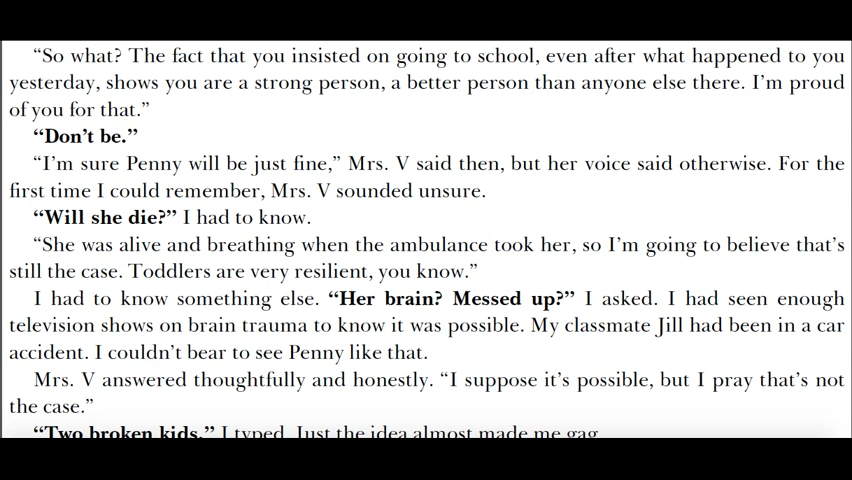 “So what? The fact that you insisted on going to school, even after what happened to you
yesterday, shows you are a strong person, a better person than anyone else there. I’m proud
of you for that.”
“Don’t be.”
“I’m sure Penny will be just fine,” Mrs. V said then, but her voice said otherwise. For the
first time I could remember, Mrs. V sounded unsure.
“Will she die?” I had to know.
“She was alive and breathing when the ambulance took her, so I’m going to believe that’s
still the case. Toddlers are very resilient, you know.”
I had to know something else. “Her brain? Messed up?” I asked. I had seen enough
television shows on brain trauma to know it was possible. My classmate Jill had been in a car
accident. I couldn’t bear to see Penny like that.
Mrs. V answered thoughtfully and honestly. “I suppose it’s possible, but I pray that’s not
the case.”
“Two broken kids.” I typed. Just the idea almost made me gag.